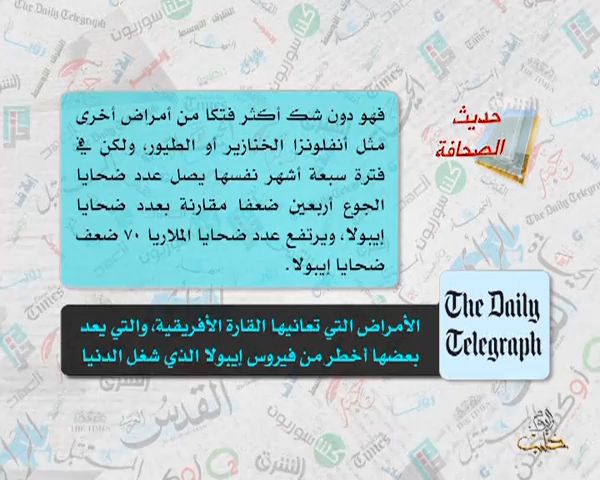 حديث
الصحافة
فهو دون شك أكثر فتكا من أمراض أخرى
مثل أنفلونزا الخنازير أو الطيور، ولكن في
فترة سبعة أشهر نفسها يصل عدد ضحايا
الجوع أربعين ضعفا مقارنة بعدد ضحايا
إيبولا، ويرتفع عدد ضحايا الملاريا ٧٠ ضعف
ضحايا إيبولا.
The Daily
Telegraph
الأمراض التي تعانيها القارة الأفريقية، والتي يعد
بعضها أخطر من فيروس إيبولا الذي شغل الدنيا
حلب اليوم